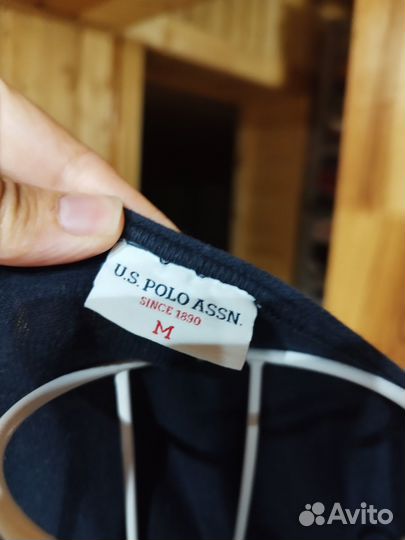 U.S. POLO ASSN.
SINCE 1890
M
Avito